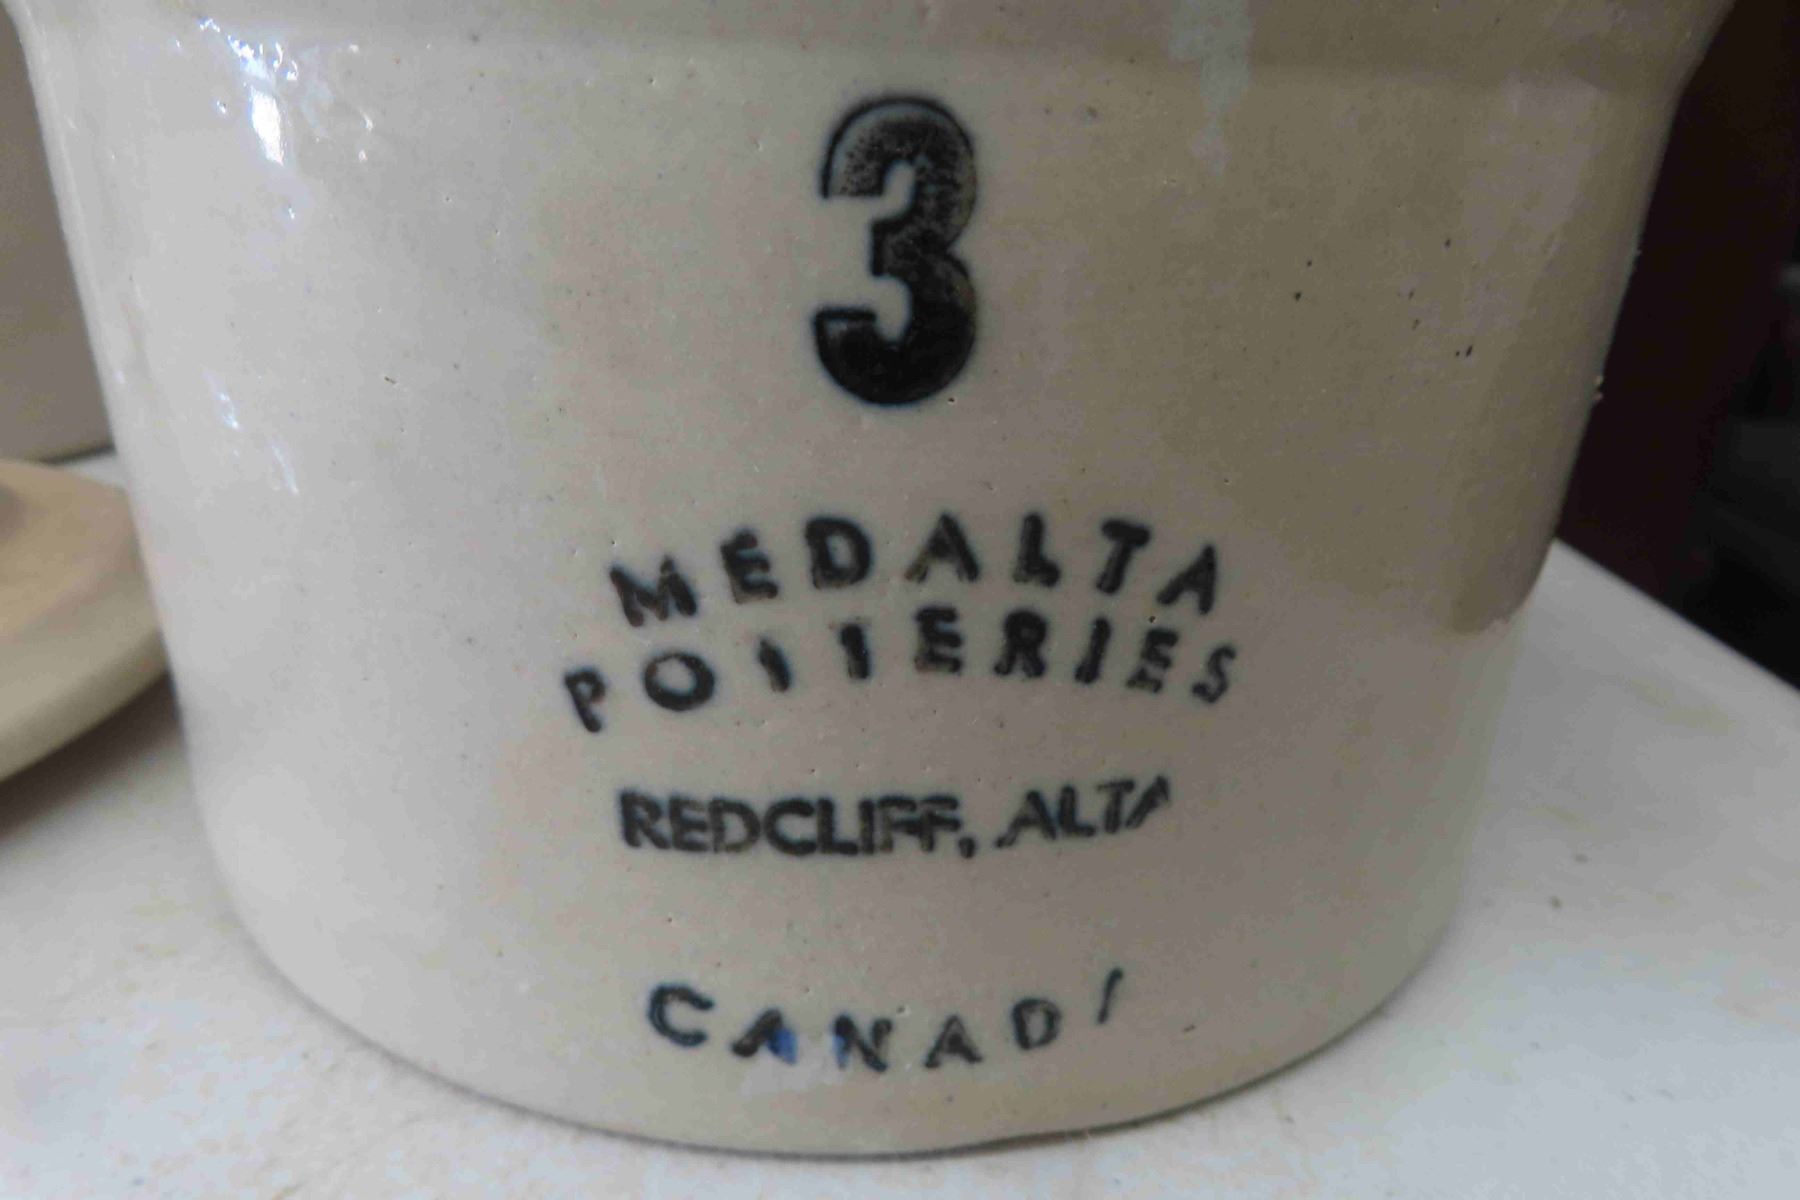 3
MEDALTA
POTTERIES
REDCLIFF, ALTA
CANADA